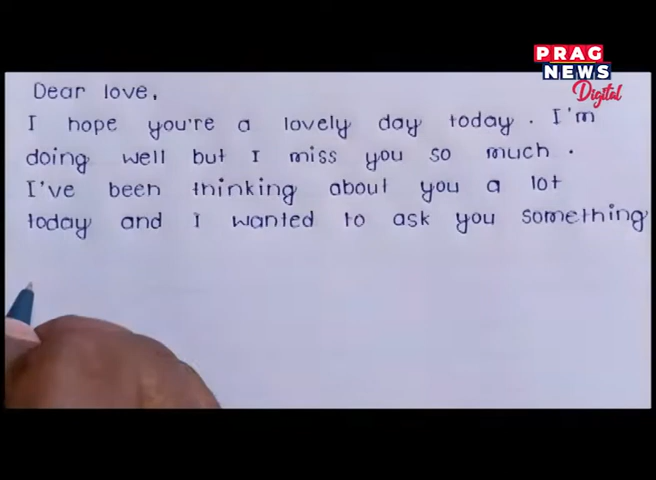 PRAG
NEWS
Digital
Dear love,
I hope you're a lovely day today. I'm
doing well but I miss you so much.
I've been thinking about you a lot
today and I wanted to ask you something